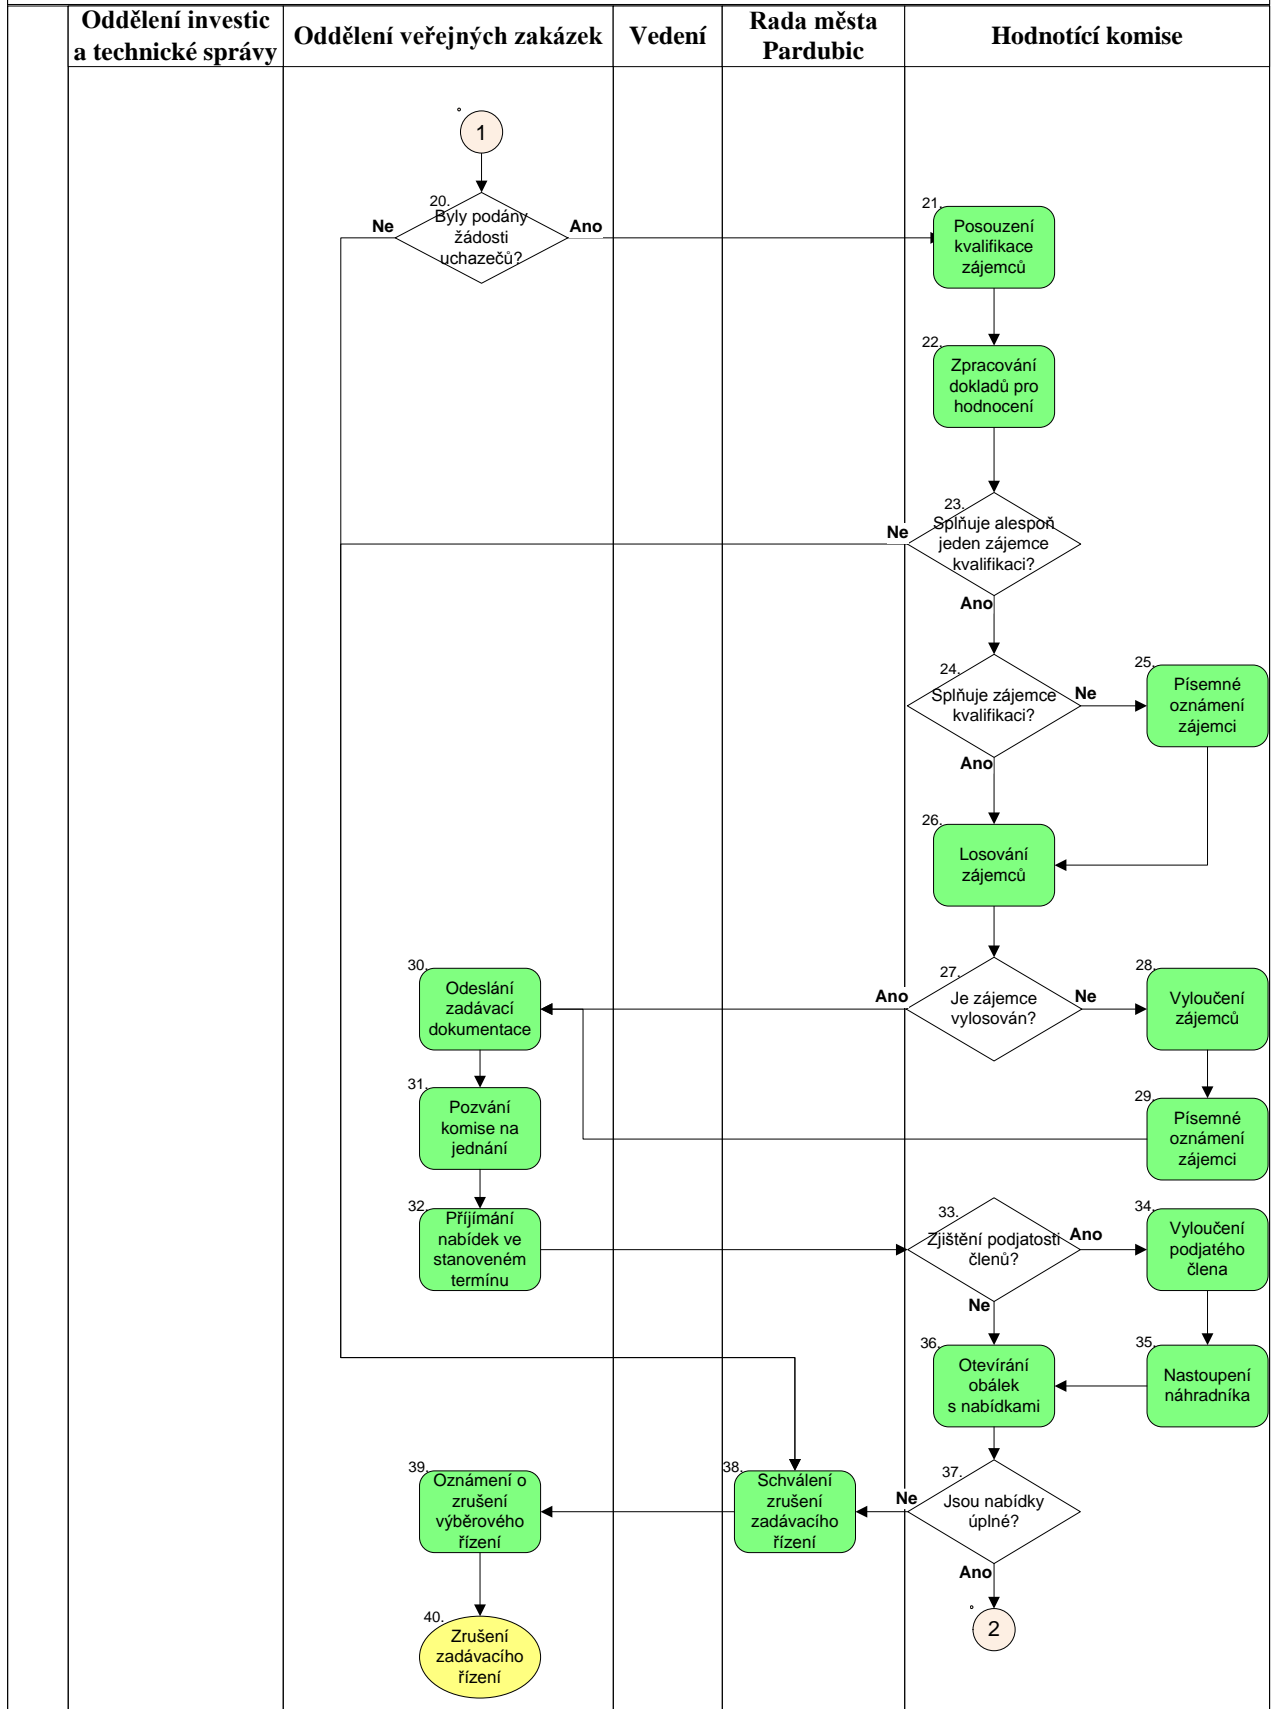 Oddělení investic
a technické správy
Oddělení veřejných zakázek
Vedení
Rada města
Pardubic
Hodnotící komise
1
20.
Byly podány
žádosti
uchazečů?
Ne
Ano
21.
Posouzení
kvalifikace
zájemců
22.
Zpracování
dokladů pro
hodnocení
23.
Splňuje alespoň
jeden zájemce
kvalifikaci?
Ne
Ano
24.
Splňuje zájemce
kvalifikaci?
Ne
Ano
25.
Písemné
oznámení
zájemci
26.
Losování
zájemců
27.
Je zájemce
vylosován?
Ano
Ne
28.
Vyloučení
zájemců
29.
Písemné
oznámení
zájemci
30.
Odeslání
zadávací
dokumentace
31.
Pozvání
komise na
jednání
32.
Příjímání
nabídek ve
stanoveném
termínu
33.
Zjištění podjatosti
členů?
Ano
Ne
34.
Vyloučení
podjatého
člena
35.
Nastoupení
náhradníka
36.
Otevírání
obálek
s nabídkami
37.
Jsou nabídky
úplné?
Ne
Ano
38.
Schválení
zrušení
zadávacího
řízení
39.
Oznámení o
zrušení
výběrového
řízení
40.
Zrušení
zadávacího
řízení
2